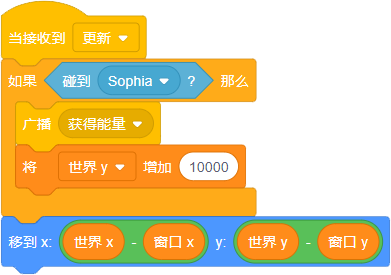 当接收到 更新
如果 碰到 Sophia ? 那么
广播 获得能量
将 世界 y 增加 10000
移到 x: 世界 x - 窗口 x y: 世界 y - 窗口 y